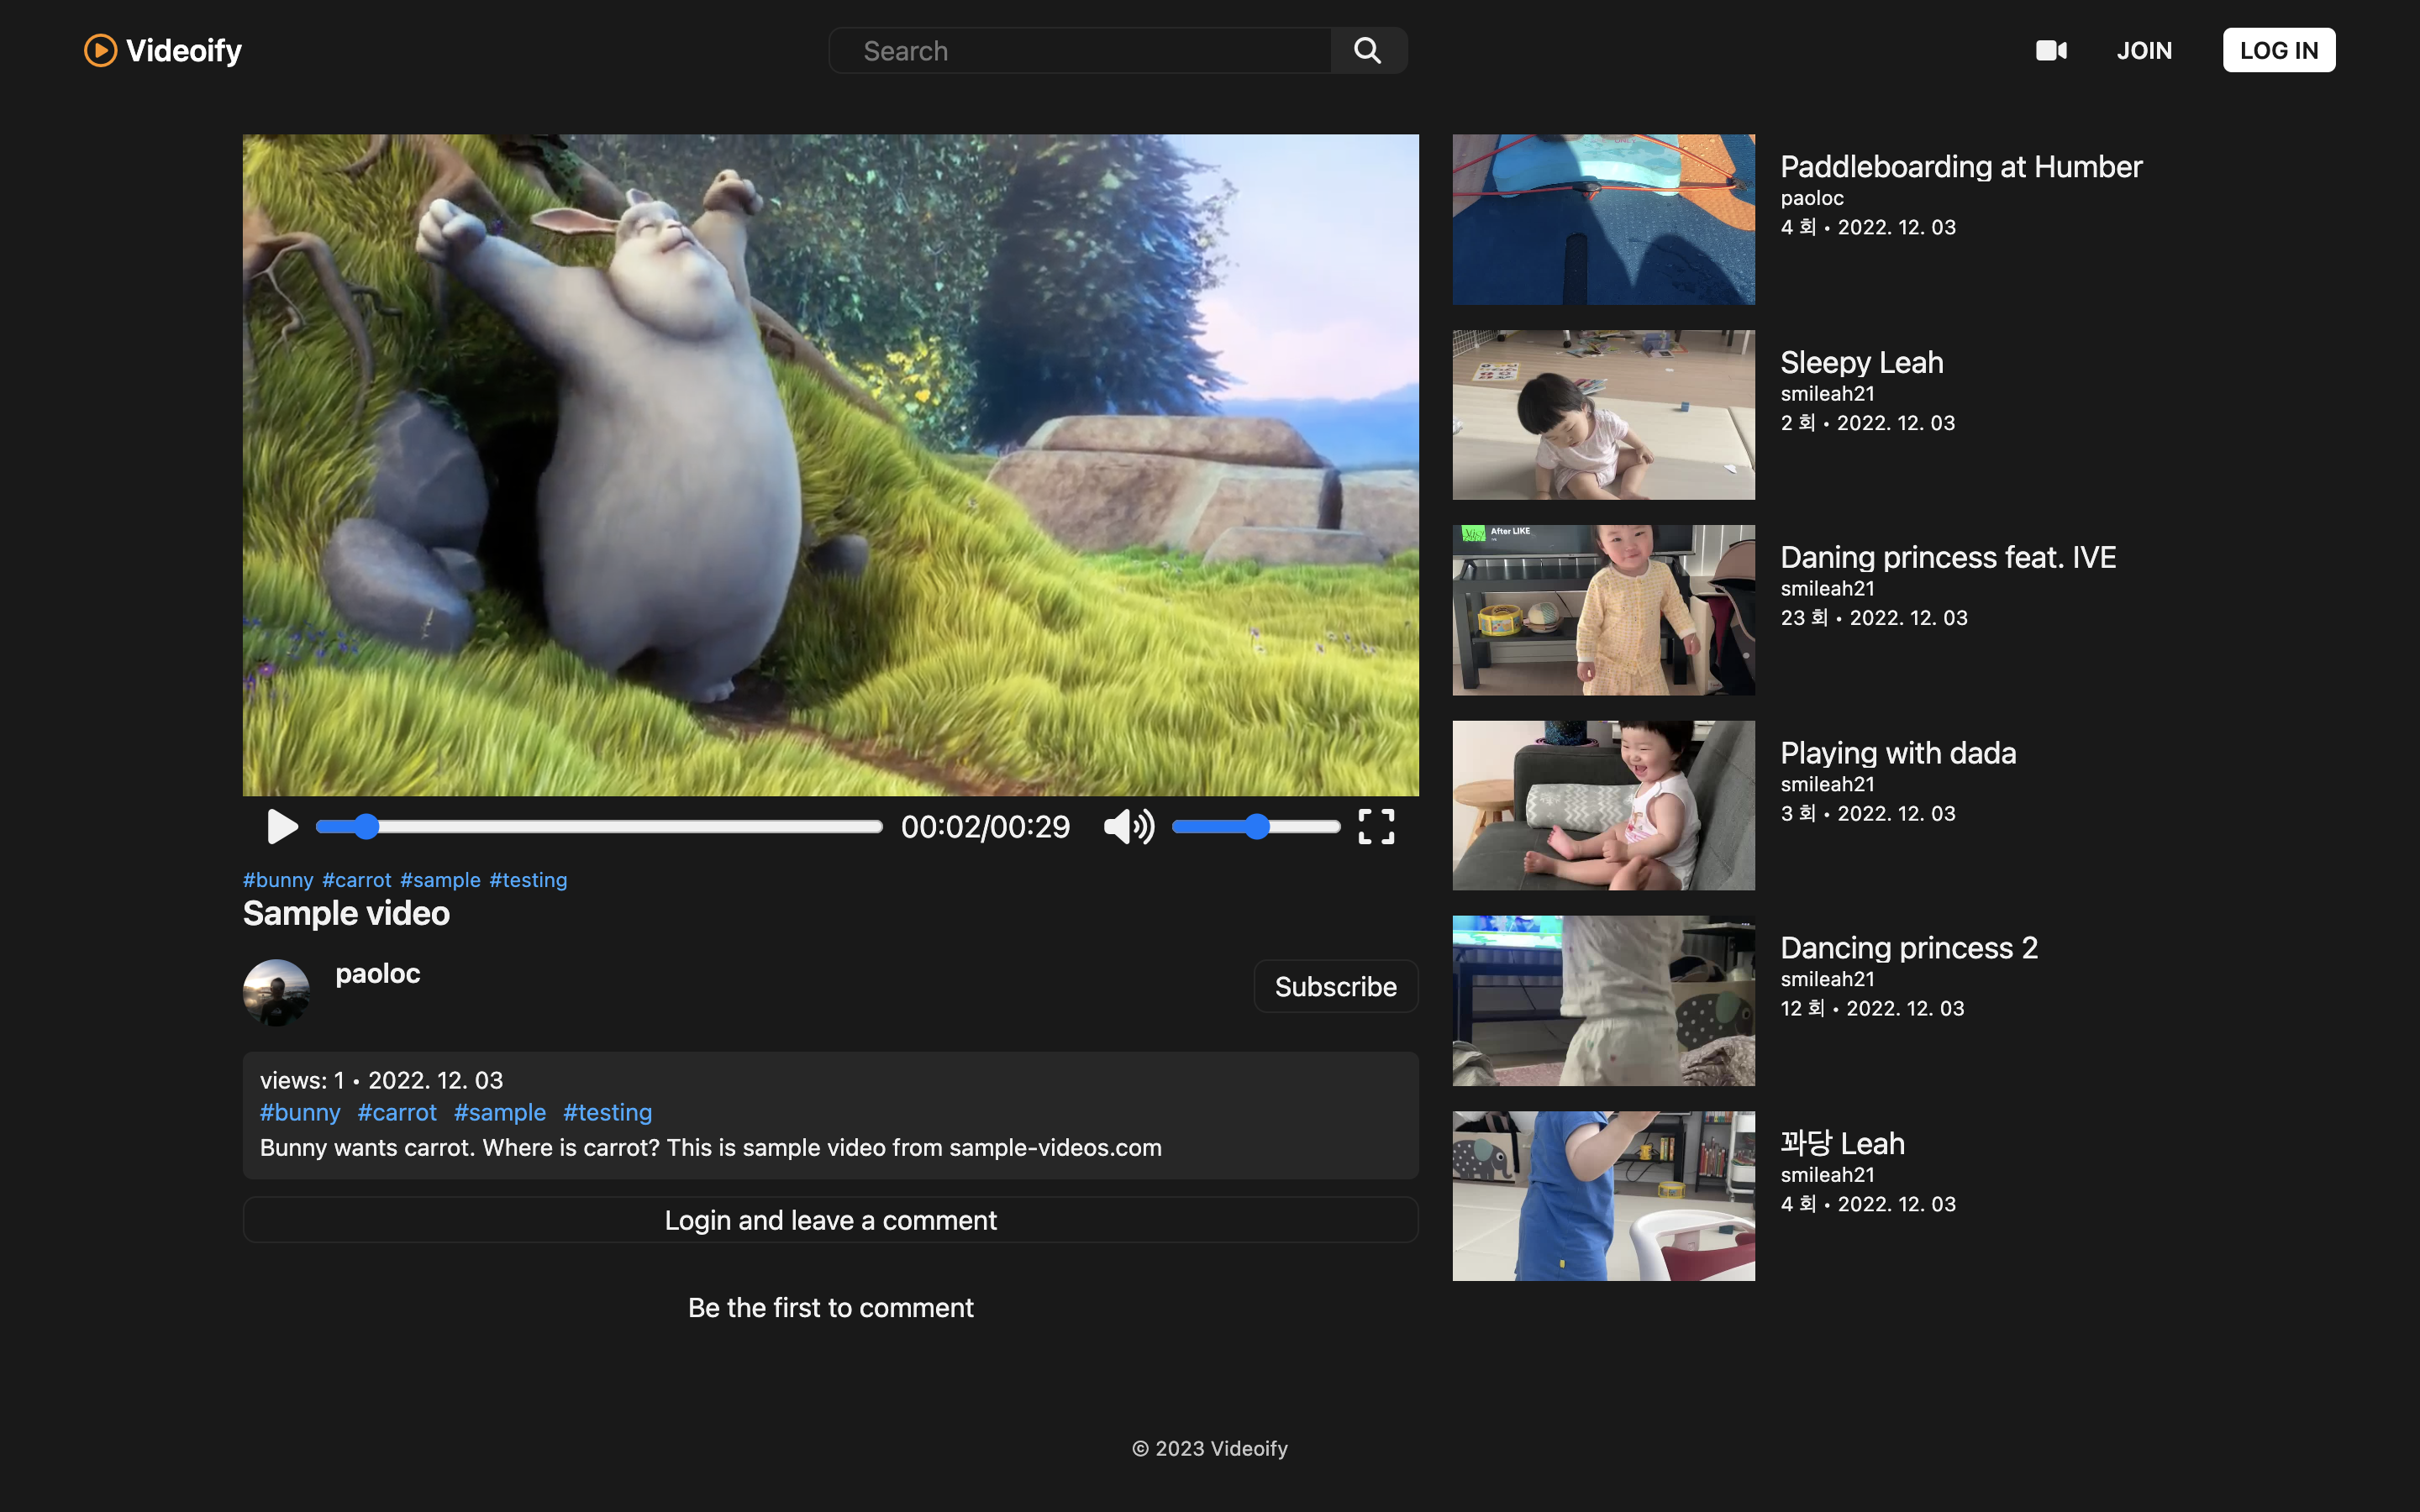 Videoify
Search
JOIN
LOG IN
00:02/00:29
#bunny #carrot #sample #testing
Sample video
paoloc
Subscribe
views: 1 • 2022. 12. 03
#bunny #carrot #sample #testing
Bunny wants carrot. Where is carrot? This is sample video from sample-videos.com
Login and leave a comment
Be the first to comment
Paddleboarding at Humber
paoloc
4 회 • 2022. 12. 03
Sleepy Leah
smileah21
2 회 • 2022. 12. 03
After LIKE
Daning princess feat. IVE
smileah21
23 회 • 2022. 12. 03
Playing with dada
smileah21
3 회 • 2022. 12. 03
Dancing princess 2
smileah21
12 회 • 2022. 12. 03
꽈당 Leah
smileah21
4 회 • 2022. 12. 03
© 2023 Videoify